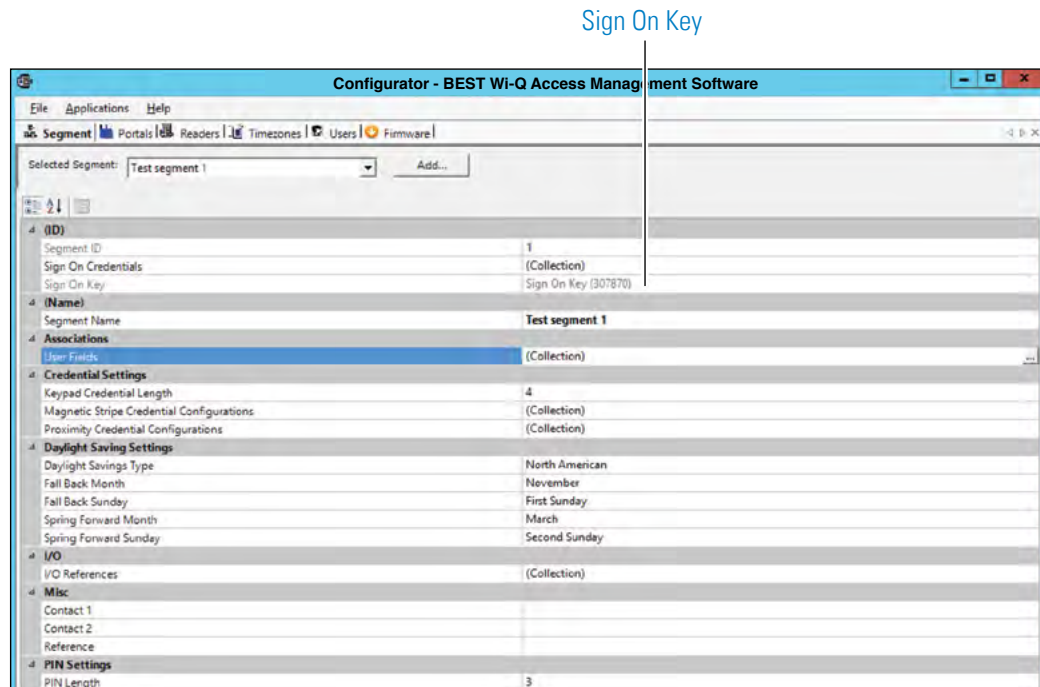 Sign On Key
Configurator - BEST Wi-Q Access Management Software
File Applications Help
Segment Portals Readers Timezones Users Firmware
Selected Segment: Test segment 1 Add...
(ID)
Segment ID 1
Sign On Credentials (Collection)
Sign On Key Sign On Key (307870)
(Name)
Segment Name Test segment 1
Associations
User Fields (Collection) ...
Credential Settings
Keypad Credential Length 4
Magnetic Stripe Credential Configurations (Collection)
Proximity Credential Configurations (Collection)
Daylight Saving Settings
Daylight Savings Type North American
Fall Back Month November
Fall Back Sunday First Sunday
Spring Forward Month March
Spring Forward Sunday Second Sunday
I/O
I/O References (Collection)
Misc
Contact 1
Contact 2
Reference
PIN Settings
PIN Length 3